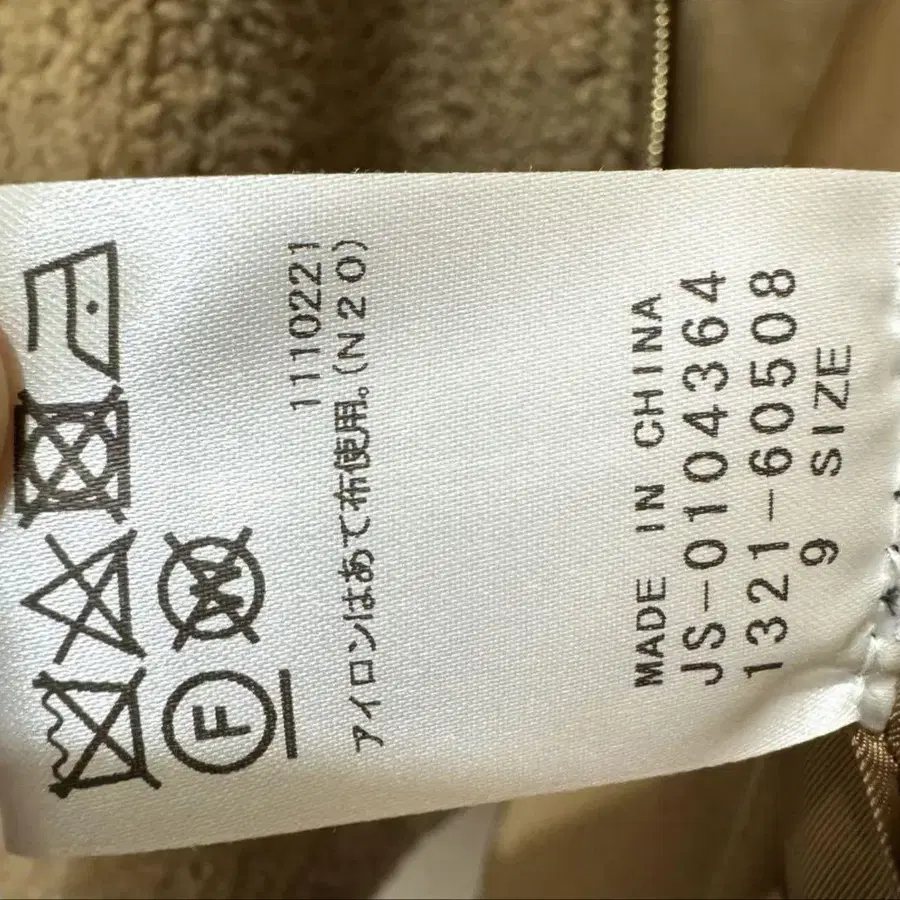 F
1110221
アイロンはあて布使用。(N20)
MADE IN CHINA
JS-0104364
1321-60508
9 SIZE